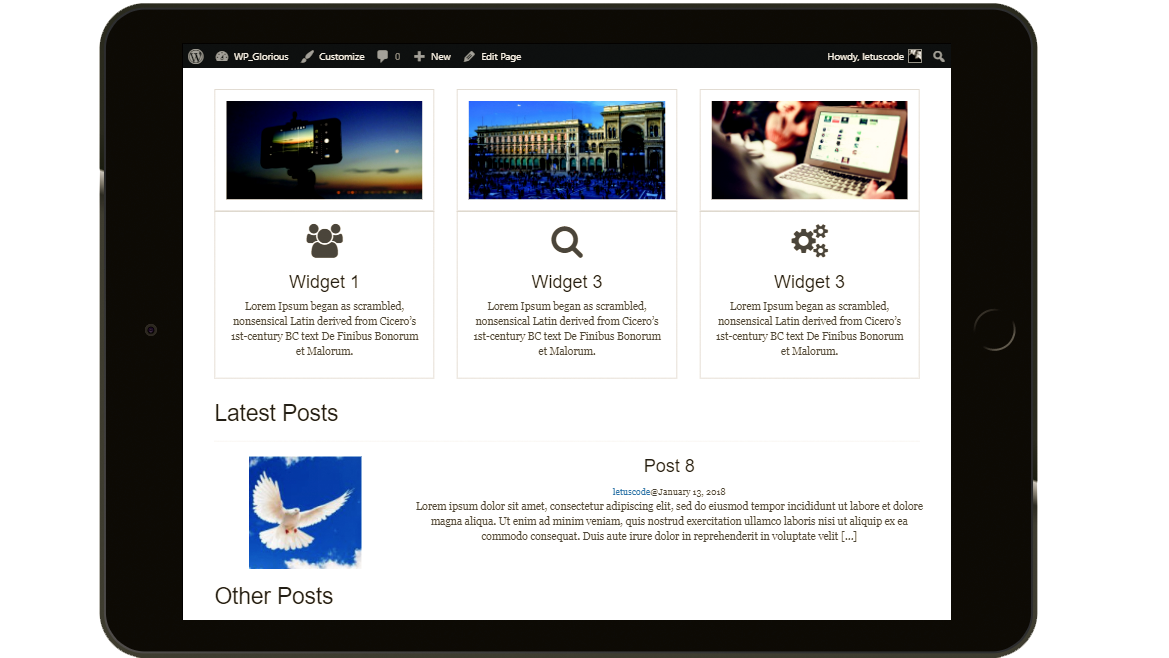 WP_Glorious Customize 0 New Edit Page Howdy, letuscode
Widget 1
Lorem Ipsum began as scrambled,
nonsensical Latin derived from Cicero's
1st-century BC text De Finibus Bonorum
et Malorum.
Widget 3
Lorem Ipsum began as scrambled,
nonsensical Latin derived from Cicero's
1st-century BC text De Finibus Bonorum
et Malorum.
Widget 3
Lorem Ipsum began as scrambled,
nonsensical Latin derived from Cicero's
1st-century BC text De Finibus Bonorum
et Malorum.
Latest Posts
Post 8
letuscode@January 13, 2018
Lorem ipsum dolor sit amet, consectetur adipiscing elit, sed do eiusmod tempor incididunt ut labore et dolore
magna aliqua. Ut enim ad minim veniam, quis nostrud exercitation ullamco laboris nisi ut aliquip ex ea
commodo consequat. Duis aute irure dolor in reprehenderit in voluptate velit [...]
Other Posts